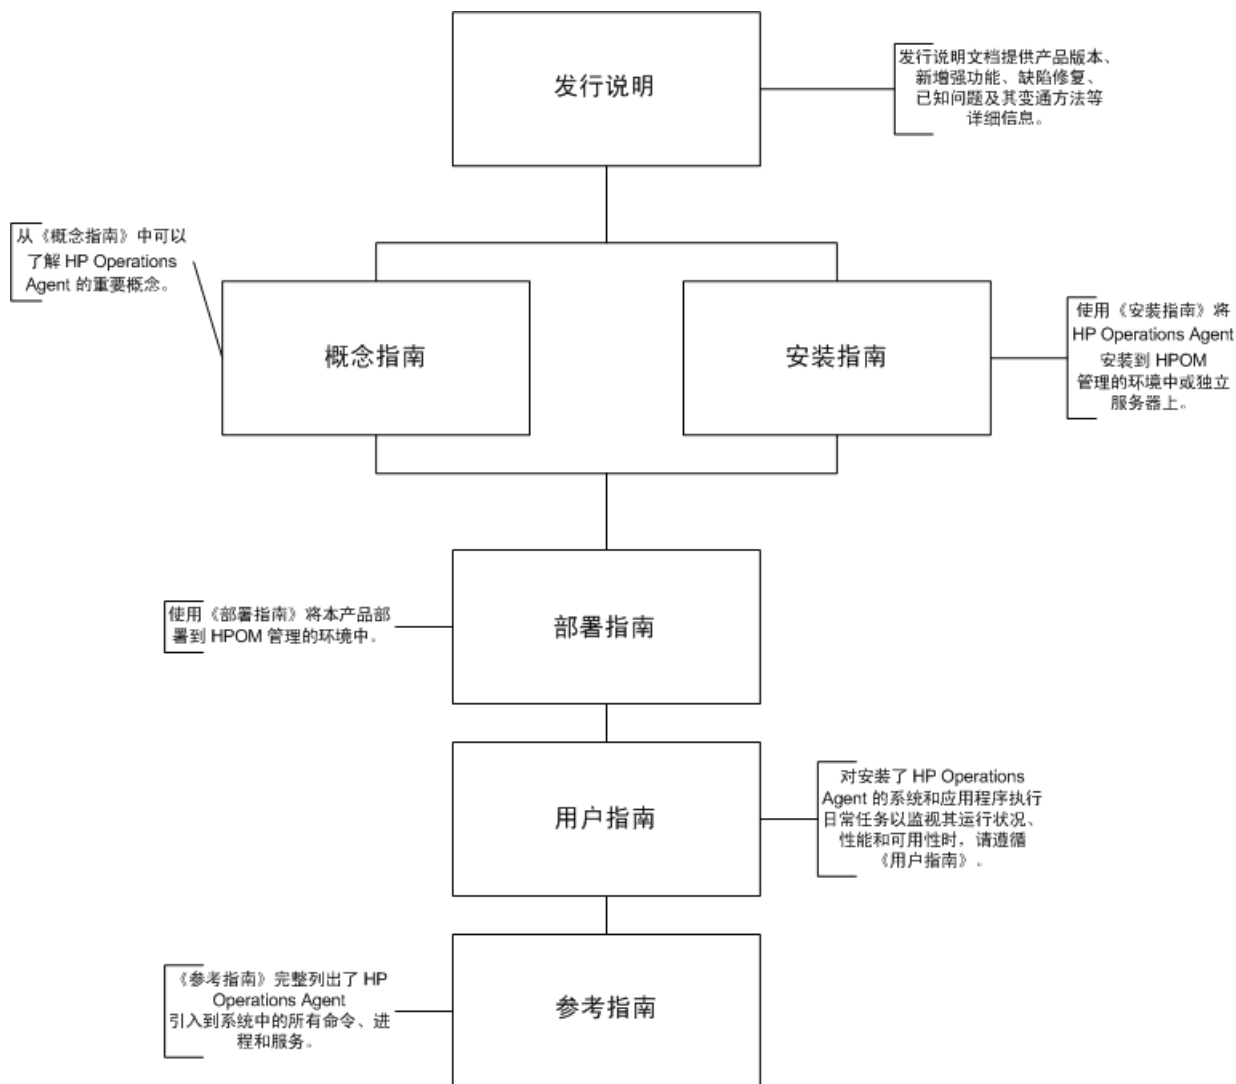 发行说明
发行说明文档提供产品版本、
新增强功能、缺陷修复、
已知问题及其变通方法等
详细信息。
从《概念指南》中可以
了解 HP Operations
Agent 的重要概念。
概念指南
安装指南
使用《安装指南》将
HP Operations Agent
安装到 HPOM
管理的环境中或独立
服务器上。
使用《部署指南》将本产品部
署到 HPOM 管理的环境中。
部署指南
用户指南
对安装了 HP Operations
Agent 的系统和应用程序执行
日常任务以监视其运行状况、
性能和可用性时，请遵循
《用户指南》。
《参考指南》完整列出了 HP
Operations Agent
引入到系统中的所有命令、进
程和服务。
参考指南